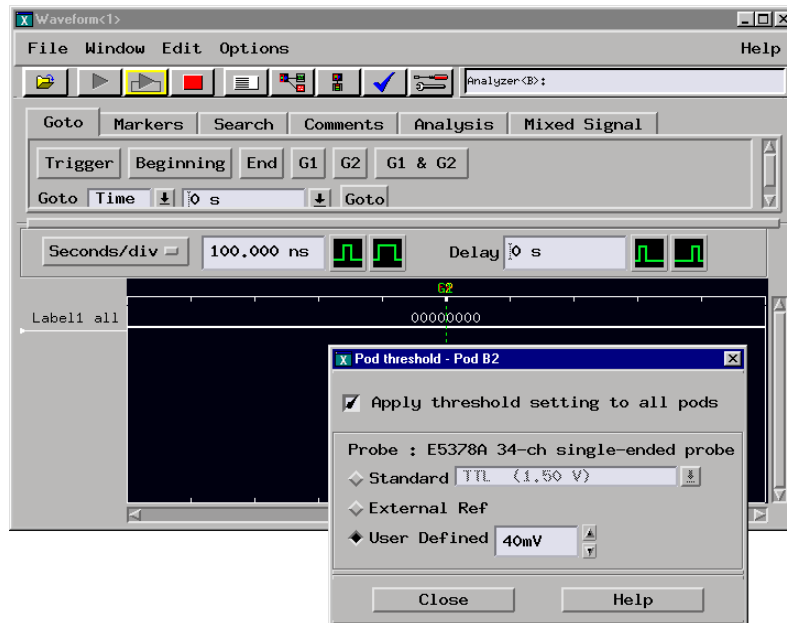 Waveform<1>
File Window Edit Options Help
Analyzer<B>:
Goto Markers Search Comments Analysis Mixed Signal
Trigger Beginning End G1 G2 G1 & G2
Goto Time 0 s Goto
Seconds/div 100.000 ns Delay 0 s
G2
Label1 all 00000000
Pod threshold - Pod B2
Apply threshold setting to all pods
Probe : E5378A 34-ch single-ended probe
Standard TTL (1.50 V)
External Ref
User Defined 40mV
Close Help